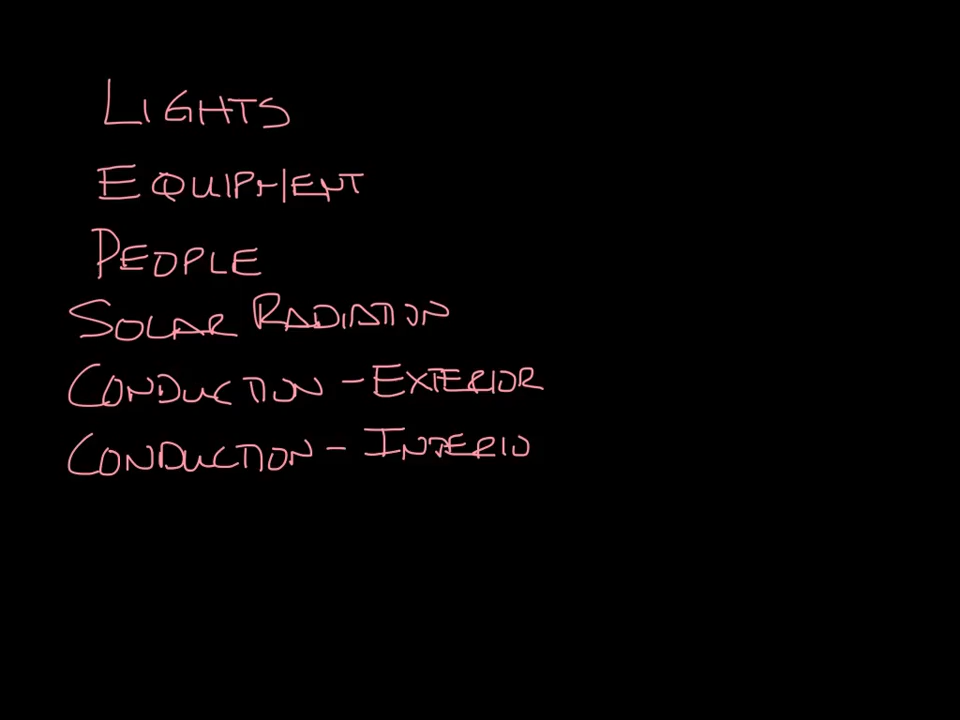 LIGHTS
EQUIPMENT
PEOPLE
SOLAR RADIATION
CONDUCTION - EXTERIOR
CONDUCTION - INTERIO